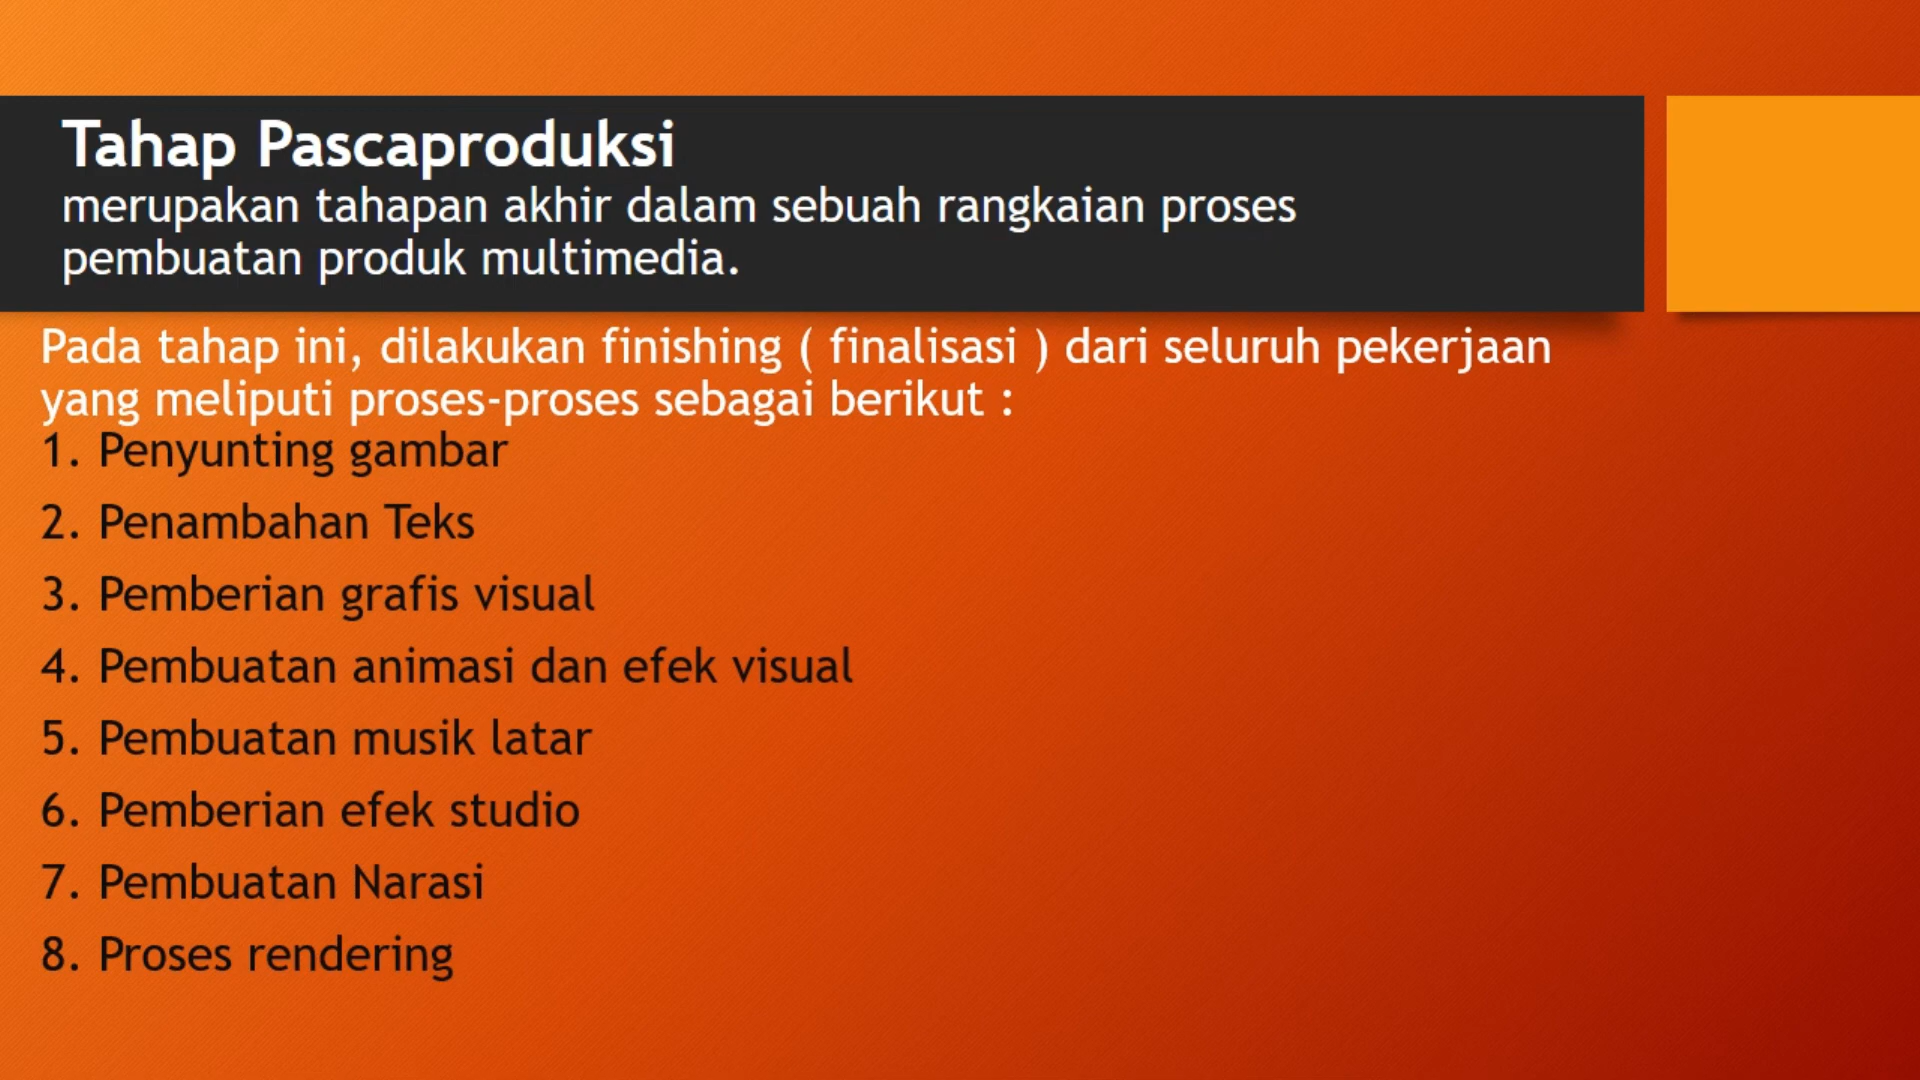 Tahap Pascaproduksi
merupakan tahapan akhir dalam sebuah rangkaian proses
pembuatan produk multimedia.
Pada tahap ini, dilakukan finishing ( finalisasi ) dari seluruh pekerjaan
yang meliputi proses-proses sebagai berikut :
1. Penyunting gambar
2. Penambahan Teks
3. Pemberian grafis visual
4. Pembuatan animasi dan efek visual
5. Pembuatan musik latar
6. Pemberian efek studio
7. Pembuatan Narasi
8. Proses rendering